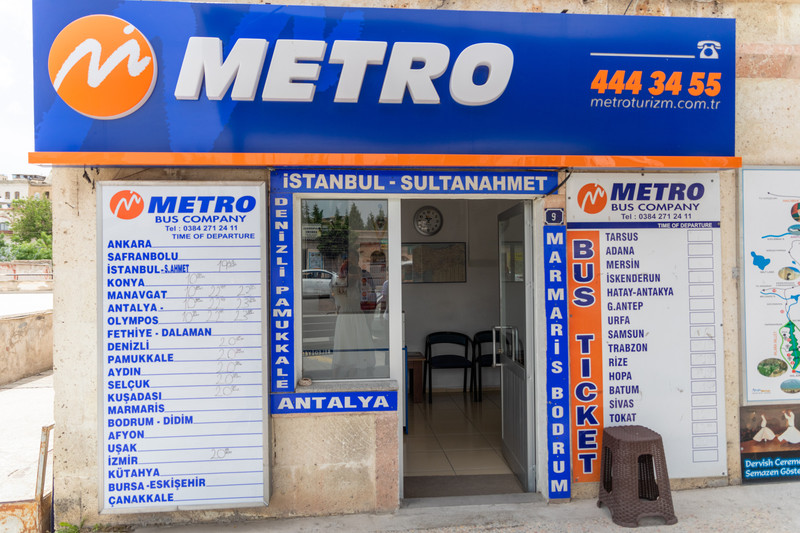 METRO
444 34 55
metroturizm.com.tr
METRO
BUS COMPANY
Tel : 0384 271 24 11
TIME OF DEPARTURE
ANKARA
SAFRANBOLU
İSTANBUL-S.AHMET
KONYA
MANAVGAT
ANTALYA -
OLYMPOS
FETHİYE - DALAMAN
DENİZLİ
PAMUKKALE
AYDIN
SELÇUK
KUŞADASI
MARMARİS
BODRUM - DİDİM
AFYON
UŞAK
İZMİR
KÜTAHYA
BURSA-ESKİŞEHİR
ÇANAKKALE
İSTANBUL - SULTANAHMET
DENİZLİ PAMUKKALE
ANTALYA
9
MARMARİS BODRUM
METRO
BUS COMPANY
Tel : 0384 271 24 11
TIME OF DEPARTURE
BUS TICKET
TARSUS
ADANA
MERSİN
İSKENDERUN
HATAY-ANTAKYA
G.ANTEP
URFA
SAMSUN
TRABZON
RİZE
HOPA
BATUM
SİVAS
TOKAT